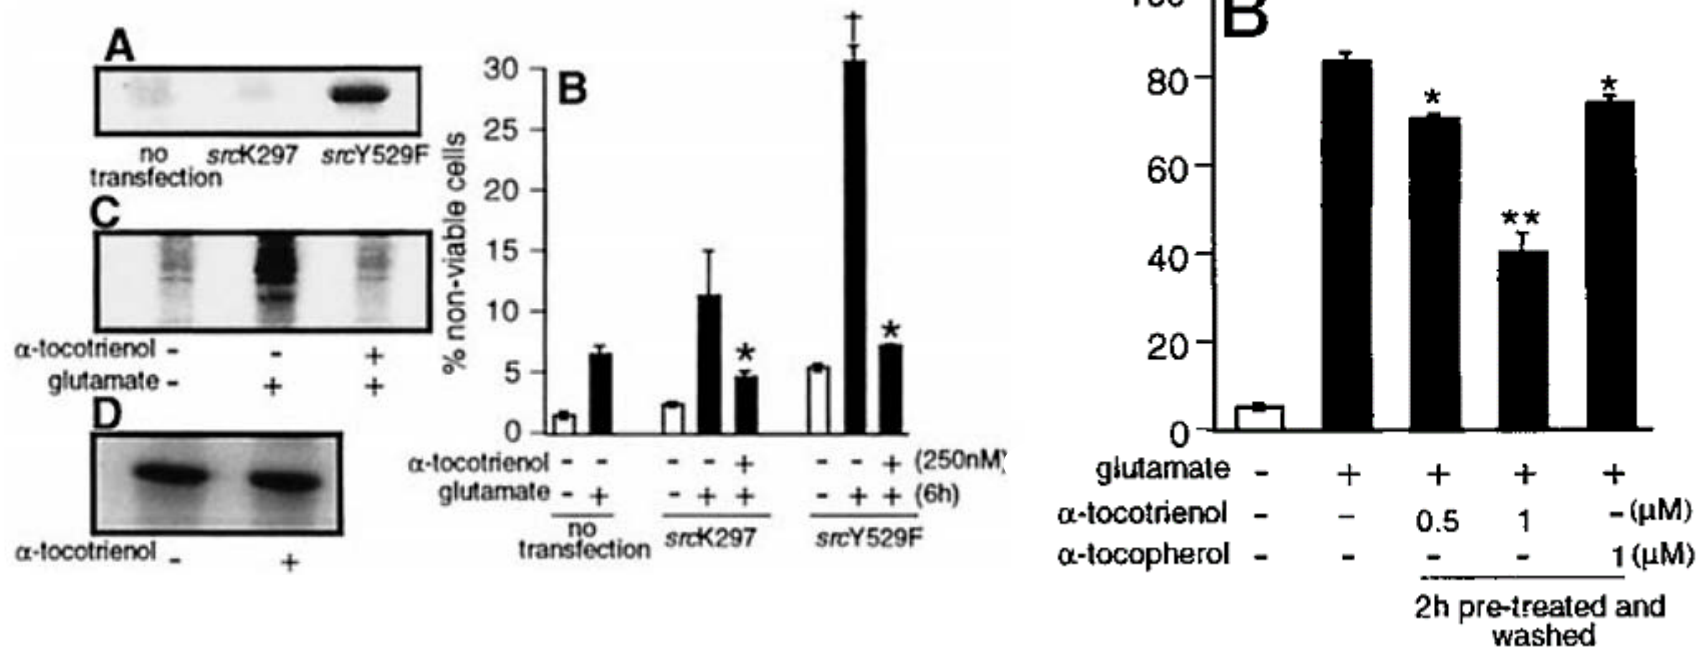 A
no srcK297 srcY529F
transfection
C
α-tocotrienol - - +
glutamate - + +
D
α-tocotrienol - +
B
% non-viable cells
30
25
20
15
10
5
0
†
*
*
α-tocotrienol - - - - + - - + (250nM)
glutamate - + - + + - + + (6h)
no transfection srcK297 srcY529F
B
100
80
60
40
20
0
*
**
*
glutamate - + + + +
α-tocotrienol - - 0.5 1 - (μM)
α-tocopherol - - - - 1 (μM)
2h pre-treated and
washed